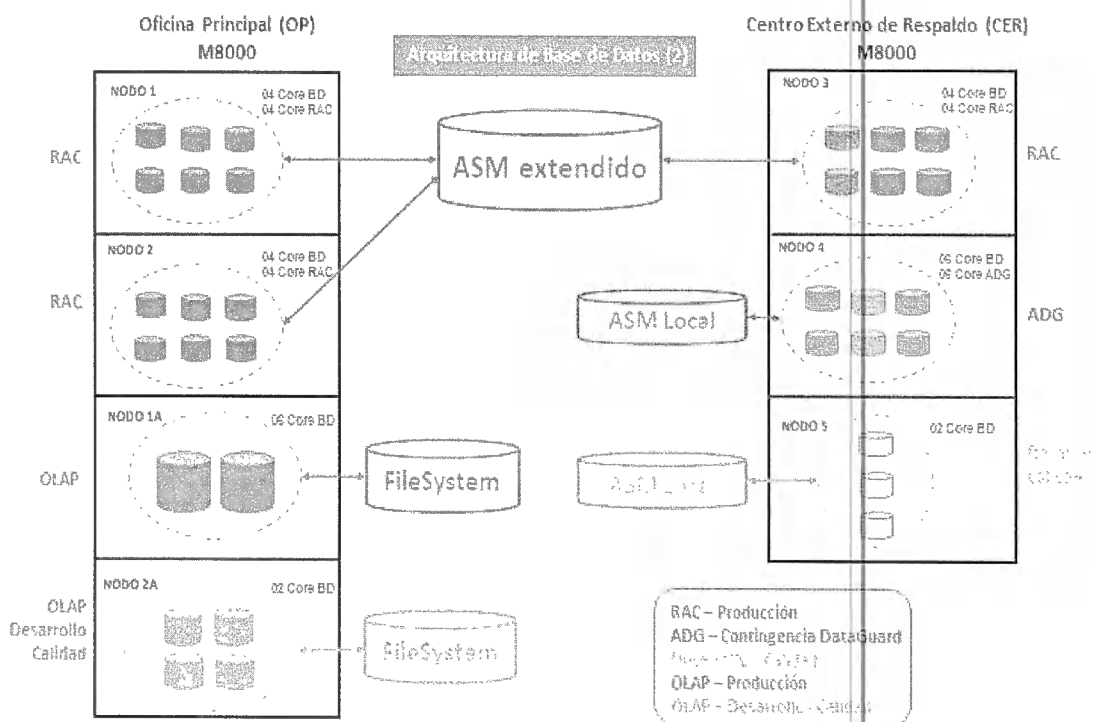 Oficina Principal (OP)
M8000
Arquitectura de Base de Datos (2)
Centro Externo de Respaldo (CER)
M8000
NODO 1
04 Core BD
04 Core RAC
RAC
ASM extendido
NODO 3
04 Core BD
04 Core RAC
RAC
NODO 2
04 Core BD
04 Core RAC
RAC
ASM Local
NODO 4
06 Core BD
06 Core ADG
ADG
NODO 1A
06 Core BD
OLAP
FileSystem
NODO 5
02 Core BD
NODO 2A
02 Core BD
OLAP
Desarrollo
Calidad
FileSystem
RAC – Producción
ADG – Contingencia DataGuard
OLAP – Producción
OLAP – Desarrollo - Calidad